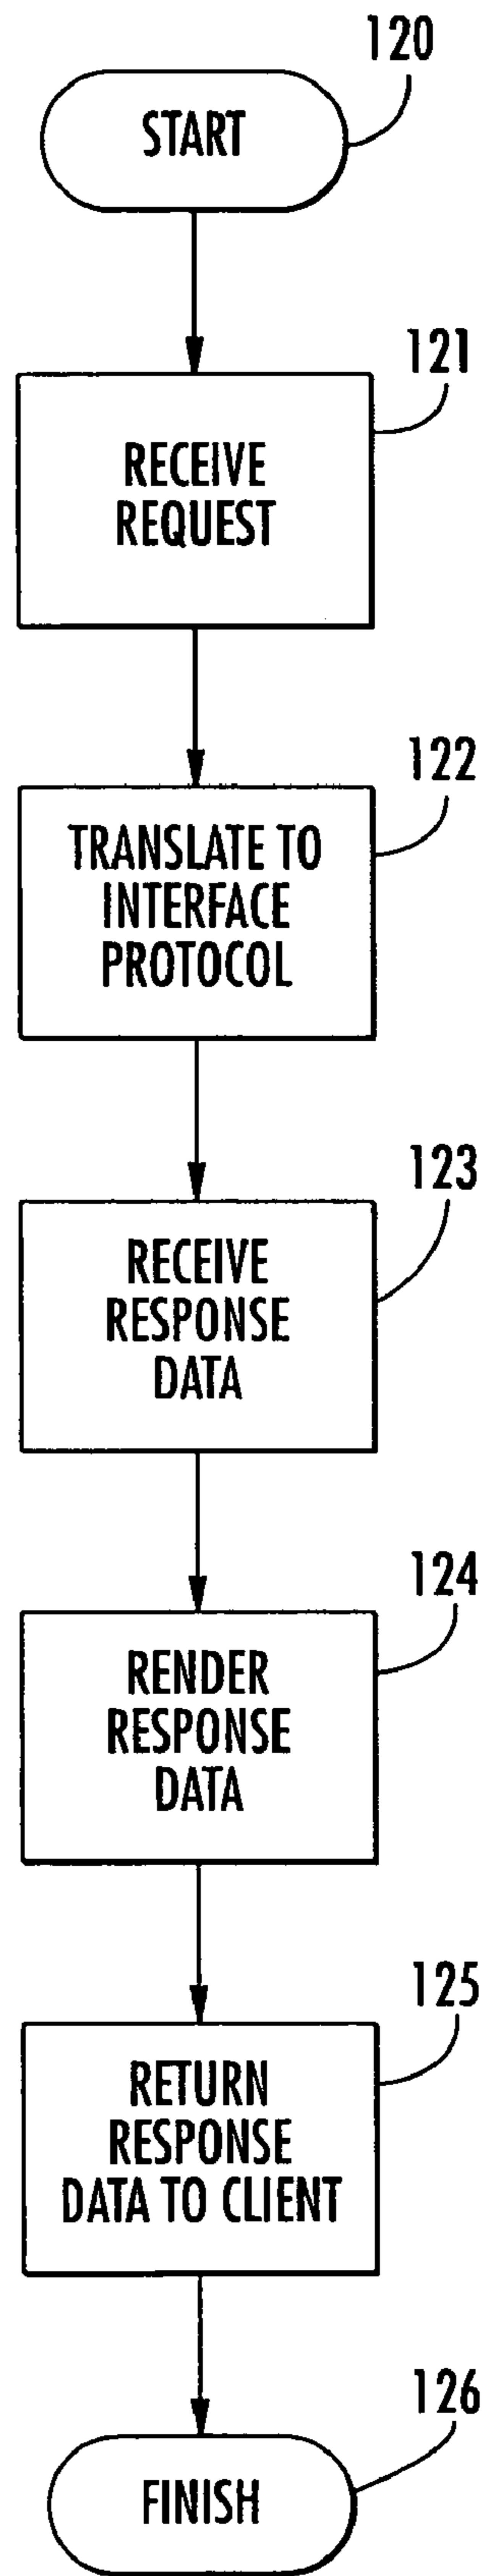 120
START
121
RECEIVE
REQUEST
122
TRANSLATE TO
INTERFACE
PROTOCOL
123
RECEIVE
RESPONSE
DATA
124
RENDER
RESPONSE
DATA
125
RETURN
RESPONSE
DATA TO CLIENT
126
FINISH